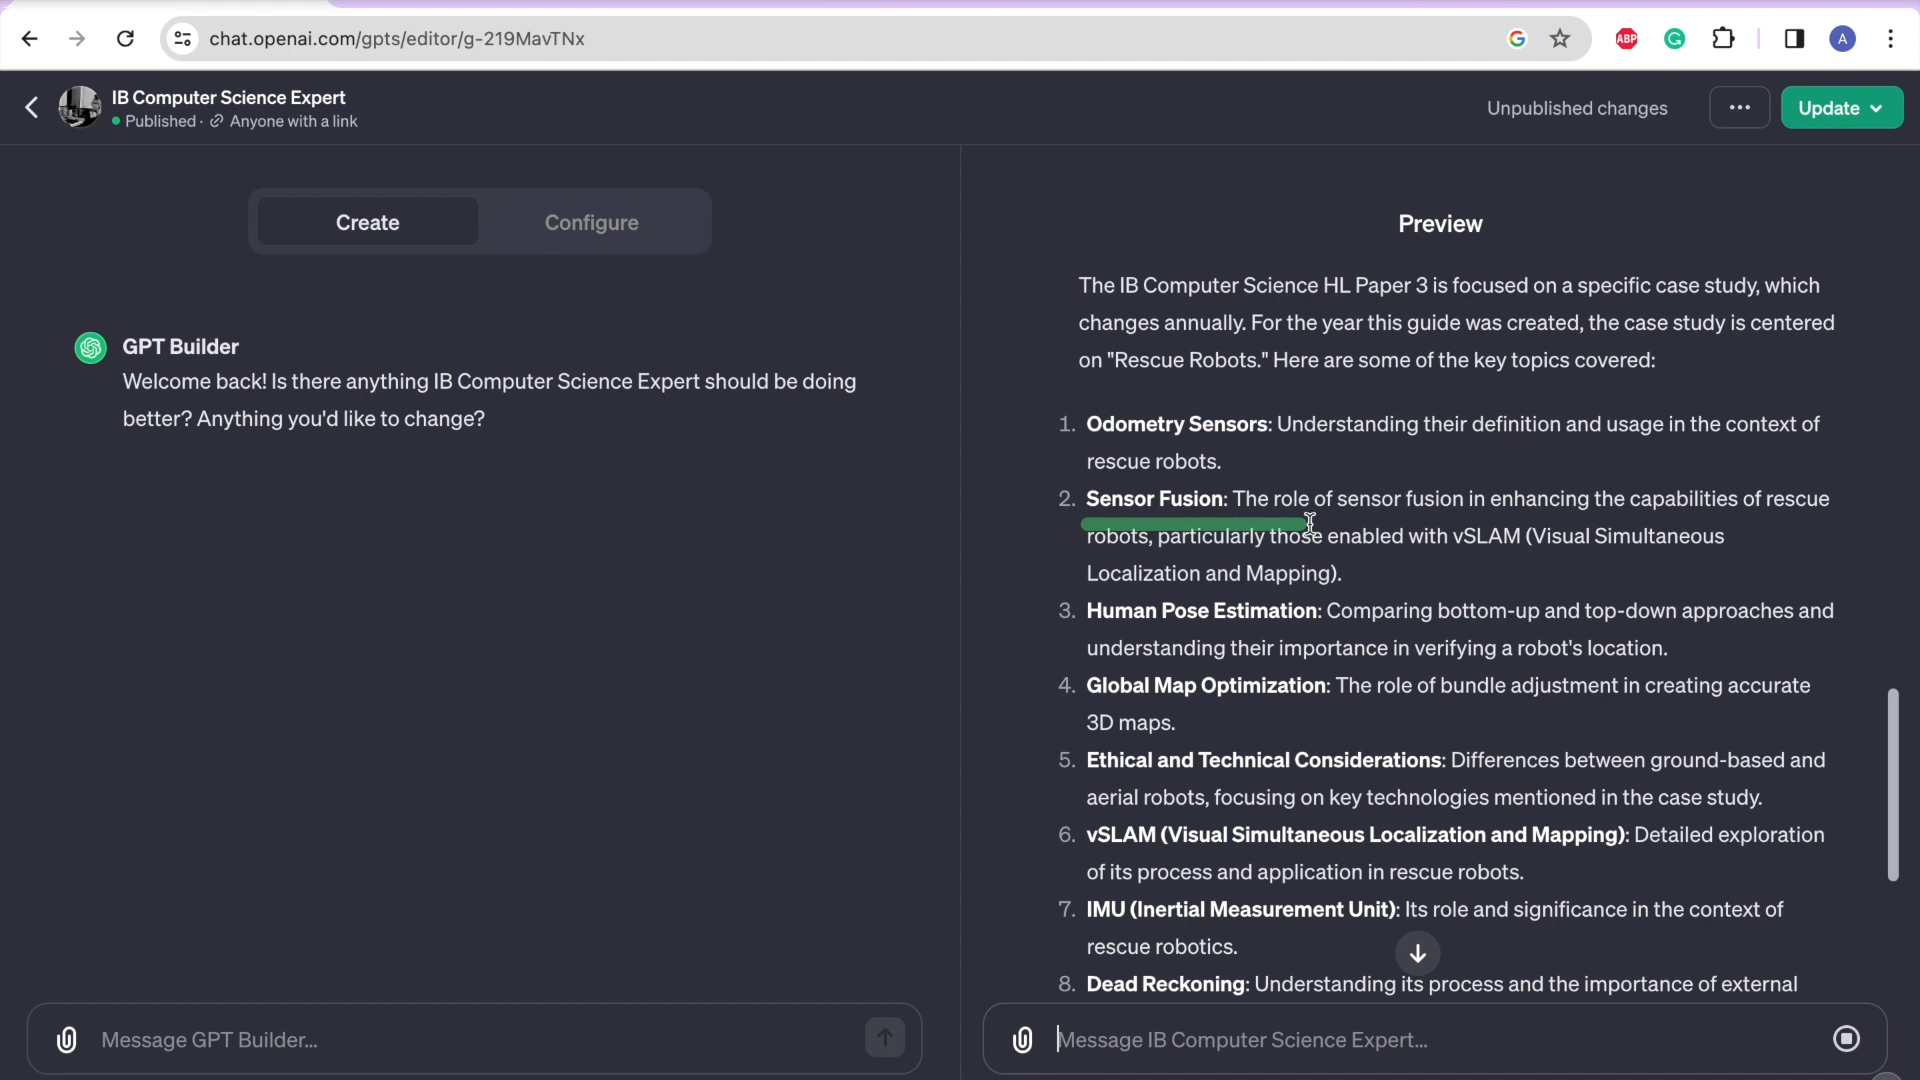 chat.openai.com/gpts/editor/g-219MavTNx
ABP
G
A
IB Computer Science Expert
Published · Anyone with a link
Unpublished changes
Update
Create
Configure
GPT Builder
Welcome back! Is there anything IB Computer Science Expert should be doing
better? Anything you'd like to change?
Message GPT Builder...
Preview
The IB Computer Science HL Paper 3 is focused on a specific case study, which
changes annually. For the year this guide was created, the case study is centered
on "Rescue Robots." Here are some of the key topics covered:
1. Odometry Sensors: Understanding their definition and usage in the context of
rescue robots.
2. Sensor Fusion: The role of sensor fusion in enhancing the capabilities of rescue
robots, particularly those enabled with vSLAM (Visual Simultaneous
Localization and Mapping).
3. Human Pose Estimation: Comparing bottom-up and top-down approaches and
understanding their importance in verifying a robot's location.
4. Global Map Optimization: The role of bundle adjustment in creating accurate
3D maps.
5. Ethical and Technical Considerations: Differences between ground-based and
aerial robots, focusing on key technologies mentioned in the case study.
6. vSLAM (Visual Simultaneous Localization and Mapping): Detailed exploration
of its process and application in rescue robots.
7. IMU (Inertial Measurement Unit): Its role and significance in the context of
rescue robotics.
8. Dead Reckoning: Understanding its process and the importance of external
Message IB Computer Science Expert...